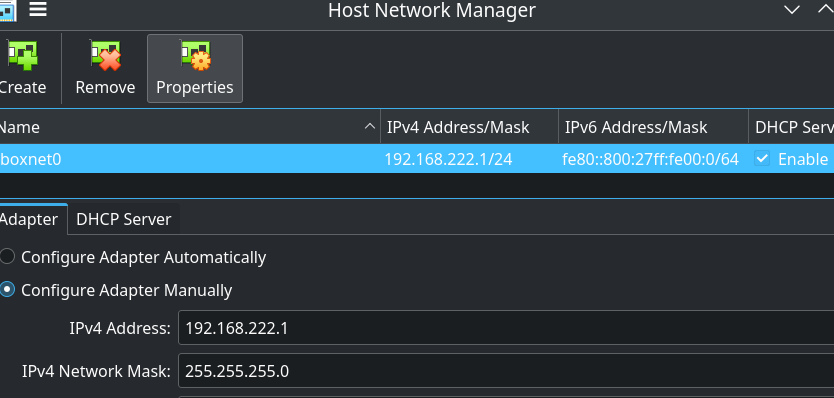 Host Network Manager
Create Remove Properties
Name IPv4 Address/Mask IPv6 Address/Mask DHCP Serv
boxnet0 192.168.222.1/24 fe80::800:27ff:fe00:0/64 Enable
Adapter DHCP Server
Configure Adapter Automatically
Configure Adapter Manually
IPv4 Address: 192.168.222.1
IPv4 Network Mask: 255.255.255.0